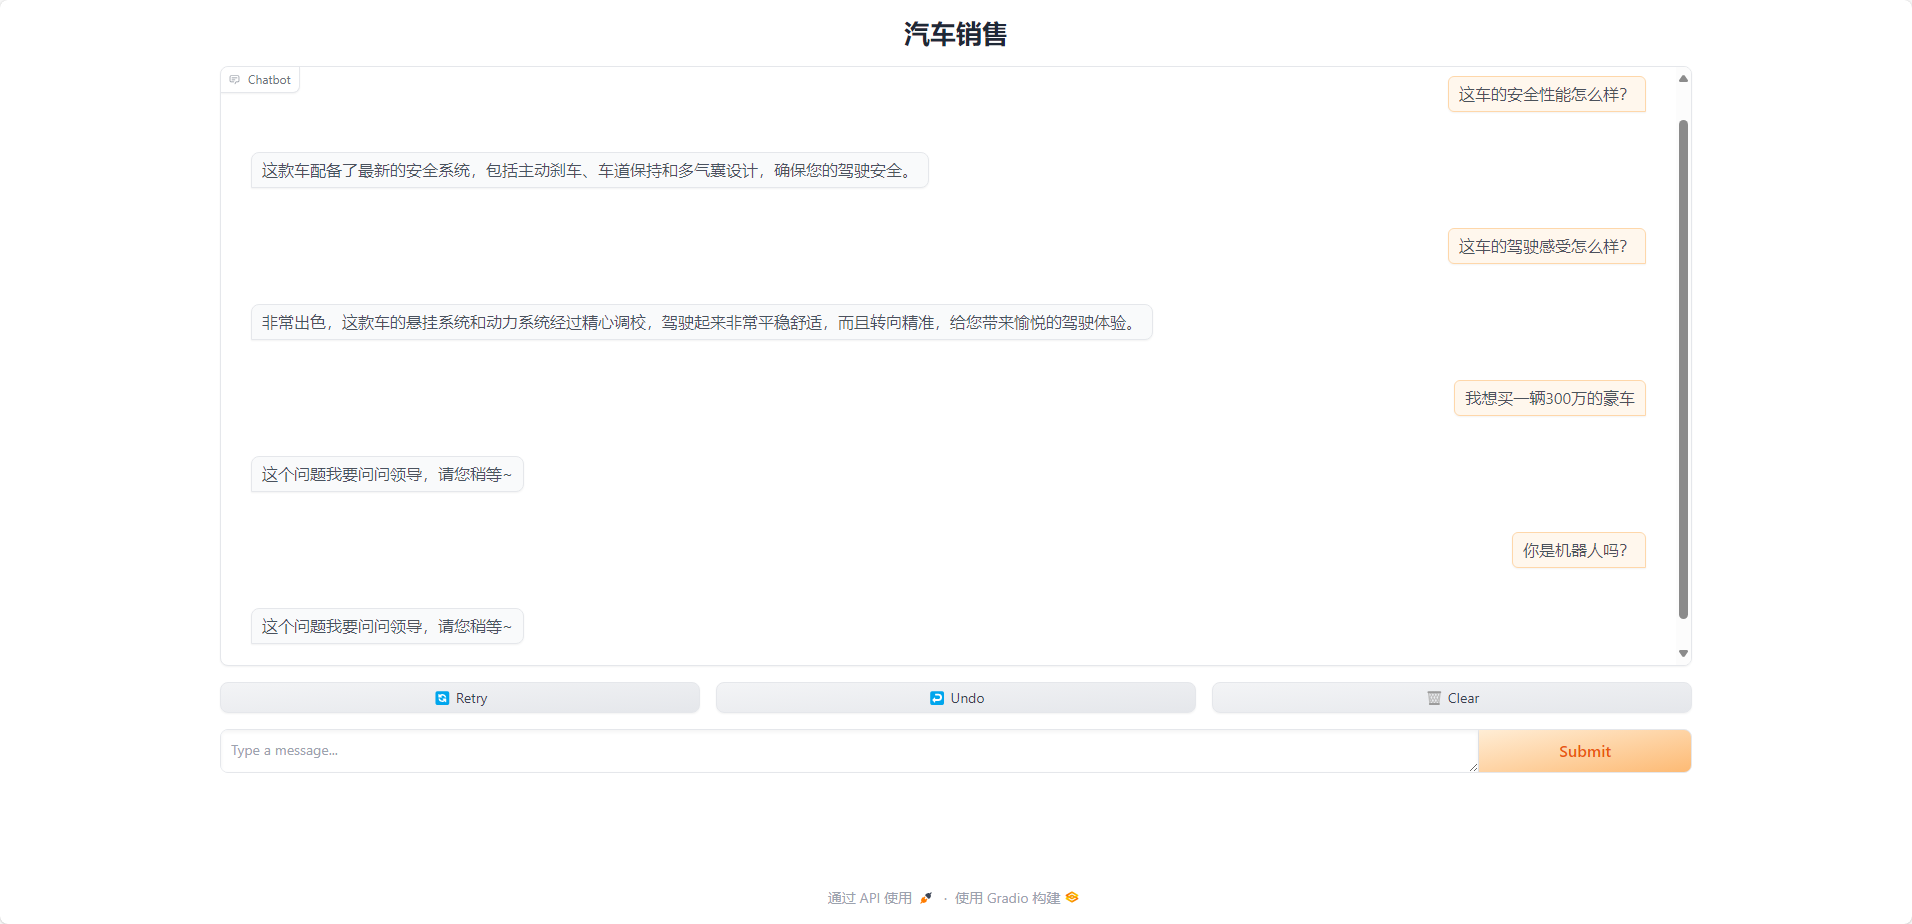 汽车销售
Chatbot
这车的安全性能怎么样？
这款车配备了最新的安全系统，包括主动刹车、车道保持和多气囊设计，确保您的驾驶安全。
这车的驾驶感受怎么样？
非常出色，这款车的悬挂系统和动力系统经过精心调校，驾驶起来非常平稳舒适，而且转向精准，给您带来愉悦的驾驶体验。
我想买一辆300万的豪车
这个问题我要问问领导，请您稍等~
你是机器人吗？
这个问题我要问问领导，请您稍等~
Retry
Undo
Clear
Type a message...
Submit
通过 API 使用 · 使用 Gradio 构建